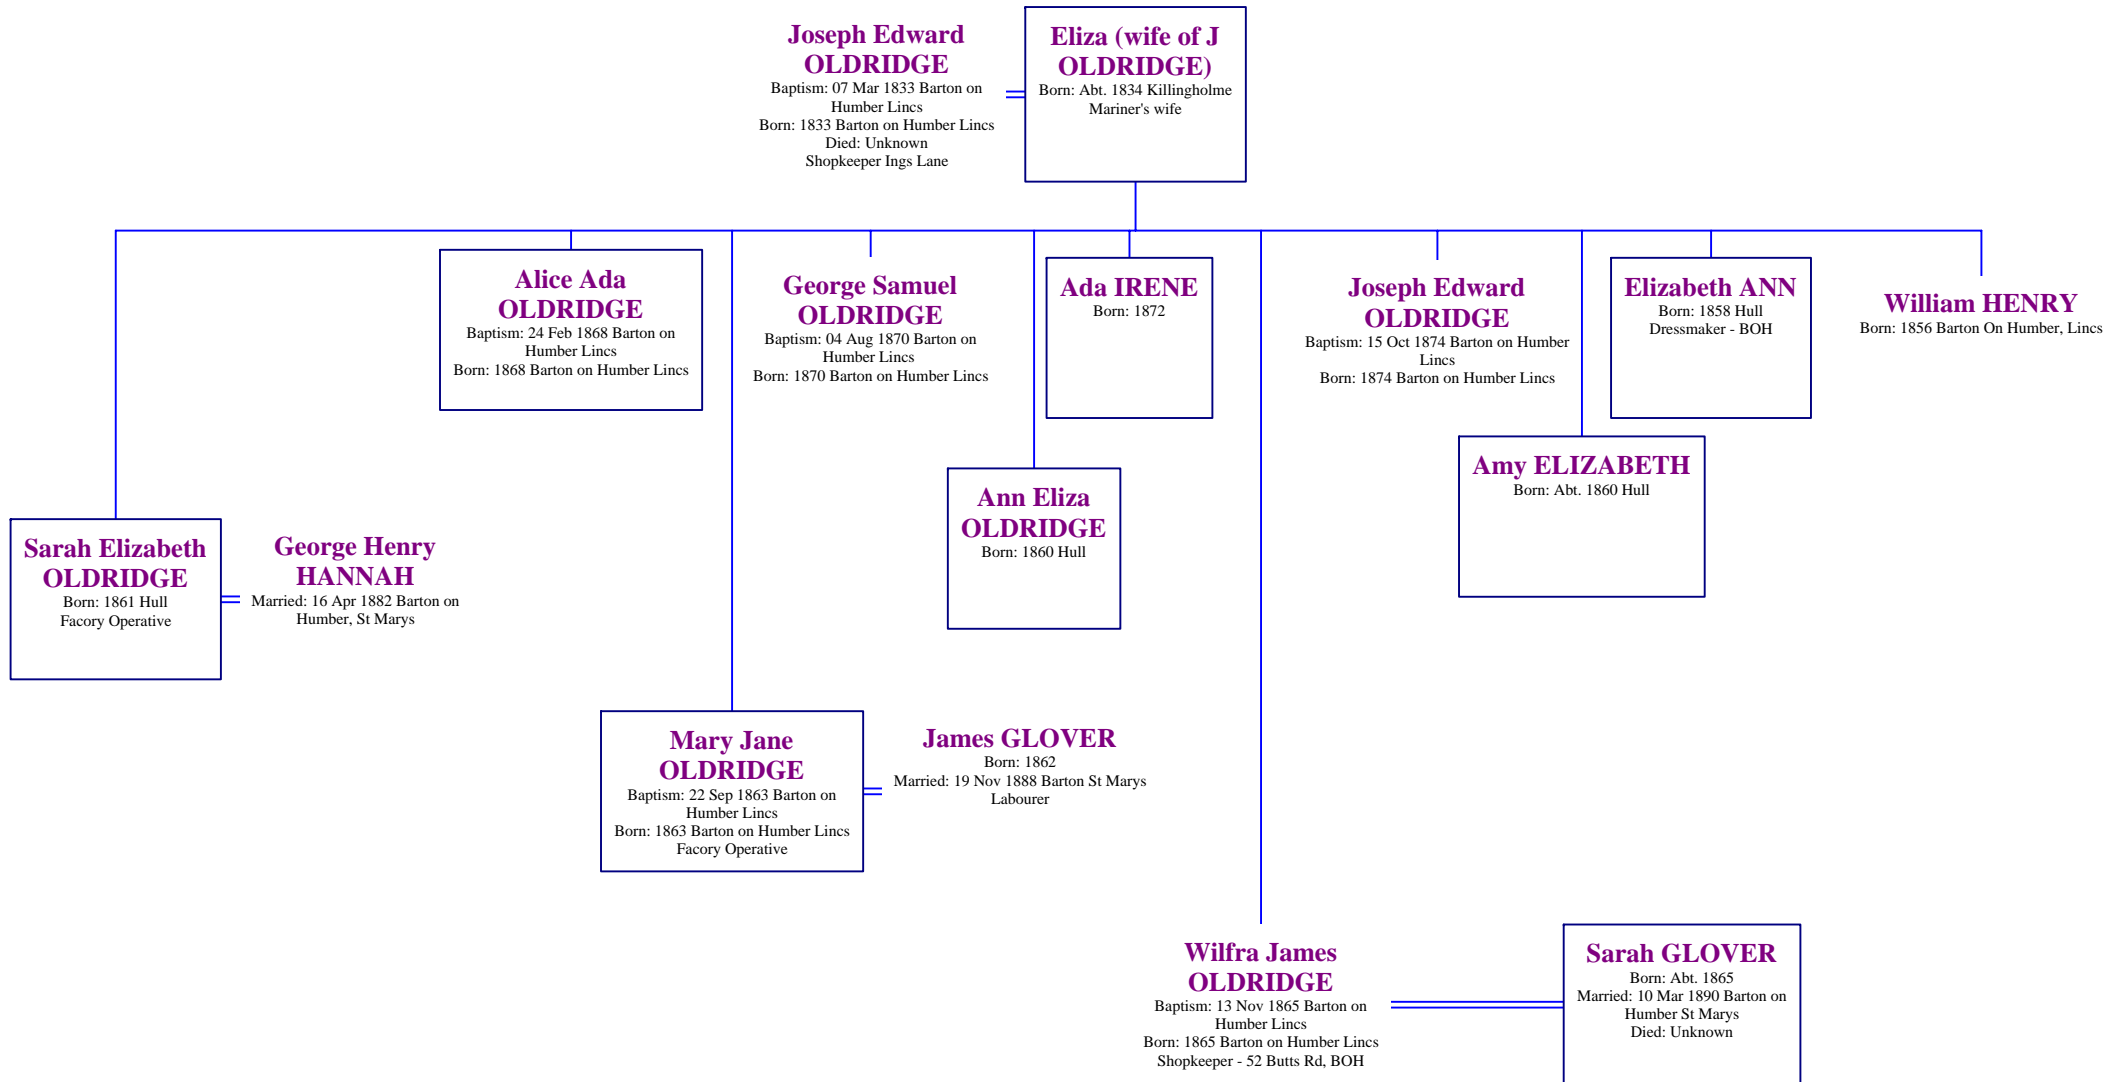 Joseph Edward
OLDRIDGE
Baptism: 07 Mar 1833 Barton on
Humber Lincs
Born: 1833 Barton on Humber Lincs
Died: Unknown
Shopkeeper Ings Lane
Eliza (wife of J
OLDRIDGE)
Born: Abt. 1834 Killingholme
Mariner's wife
Alice Ada
OLDRIDGE
Baptism: 24 Feb 1868 Barton on
Humber Lincs
Born: 1868 Barton on Humber Lincs
George Samuel
OLDRIDGE
Baptism: 04 Aug 1870 Barton on
Humber Lincs
Born: 1870 Barton on Humber Lincs
Ada IRENE
Born: 1872
Joseph Edward
OLDRIDGE
Baptism: 15 Oct 1874 Barton on Humber
Lincs
Born: 1874 Barton on Humber Lincs
Elizabeth ANN
Born: 1858 Hull
Dressmaker - BOH
William HENRY
Born: 1856 Barton On Humber, Lincs
Amy ELIZABETH
Born: Abt. 1860 Hull
Ann Eliza
OLDRIDGE
Born: 1860 Hull
Sarah Elizabeth
OLDRIDGE
Born: 1861 Hull
Facory Operative
George Henry
HANNAH
Married: 16 Apr 1882 Barton on
Humber, St Marys
Mary Jane
OLDRIDGE
Baptism: 22 Sep 1863 Barton on
Humber Lincs
Born: 1863 Barton on Humber Lincs
Facory Operative
James GLOVER
Born: 1862
Married: 19 Nov 1888 Barton St Marys
Labourer
Wilfra James
OLDRIDGE
Baptism: 13 Nov 1865 Barton on
Humber Lincs
Born: 1865 Barton on Humber Lincs
Shopkeeper - 52 Butts Rd, BOH
Sarah GLOVER
Born: Abt. 1865
Married: 10 Mar 1890 Barton on
Humber St Marys
Died: Unknown